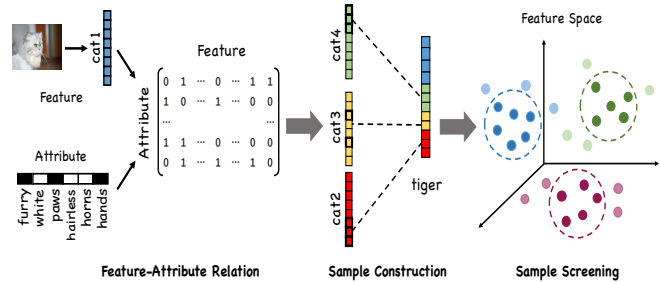 cat1
Feature
Attribute
furry
white
paws
hairless
horns
hands
Feature
Attribute
0 1 ... 0 ... 1 1
1 0 ... 1 ... 0 0
...
1 1 ... 0 ... 1 0
0 1 ... 1 ... 1 0
Feature-Attribute Relation
cat4
cat3
cat2
tiger
Sample Construction
Feature Space
Sample Screening